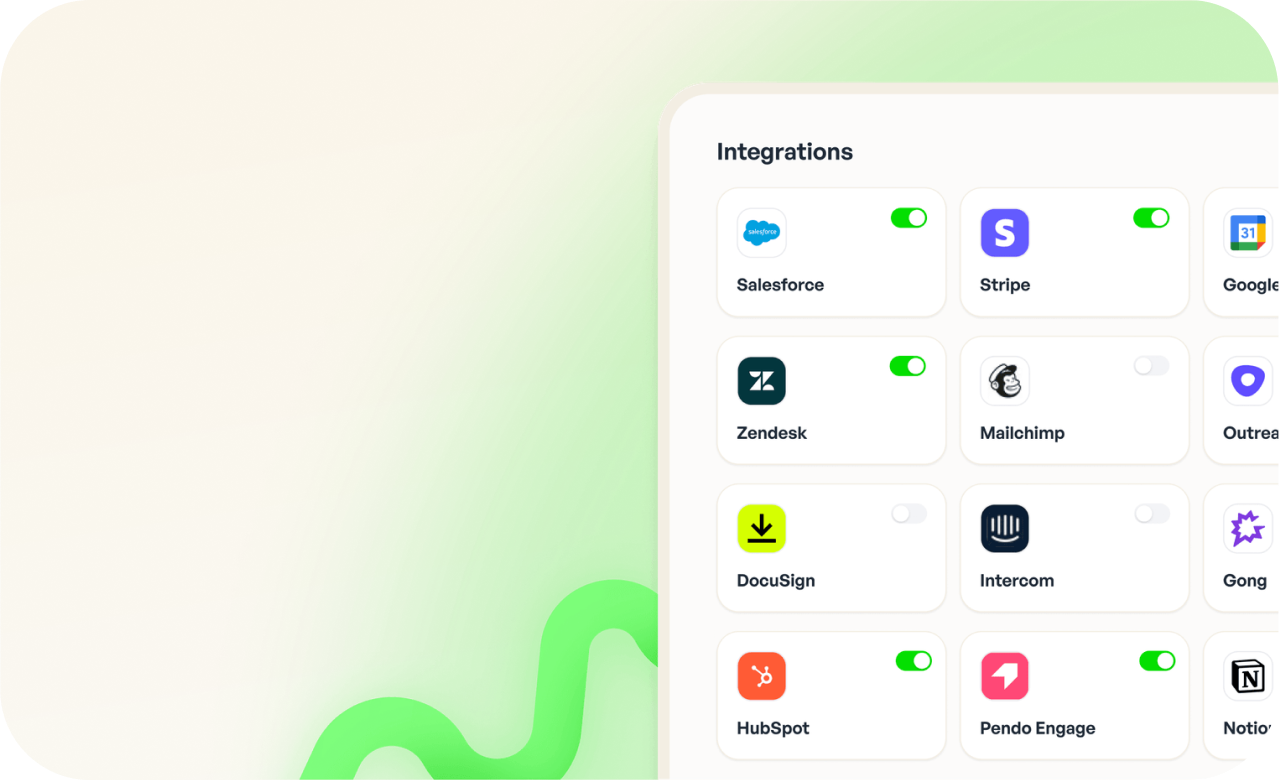 Integrations
salesforce
S
31
Salesforce
Stripe
Google
Zendesk
Mailchimp
Outrea
DocuSign
Intercom
Gong
N
HubSpot
Pendo Engage
Notio